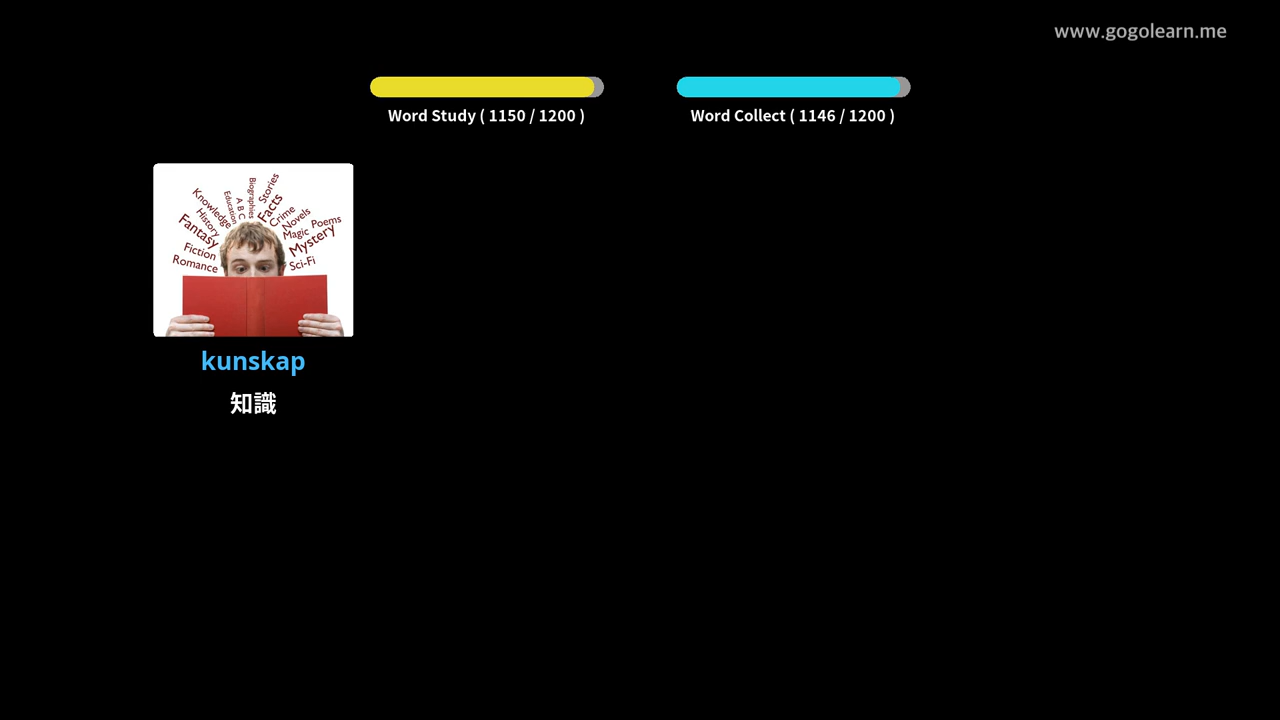 www.gogolearn.me
Word Study ( 1150 / 1200 )
Word Collect ( 1146 / 1200 )
Knowledge
History
Fantasy
Fiction
Romance
Education
A B C
Biographies
Stories
Facts
Crime
Novels
Magic
Poems
Mystery
Sci-Fi
kunskap
知識